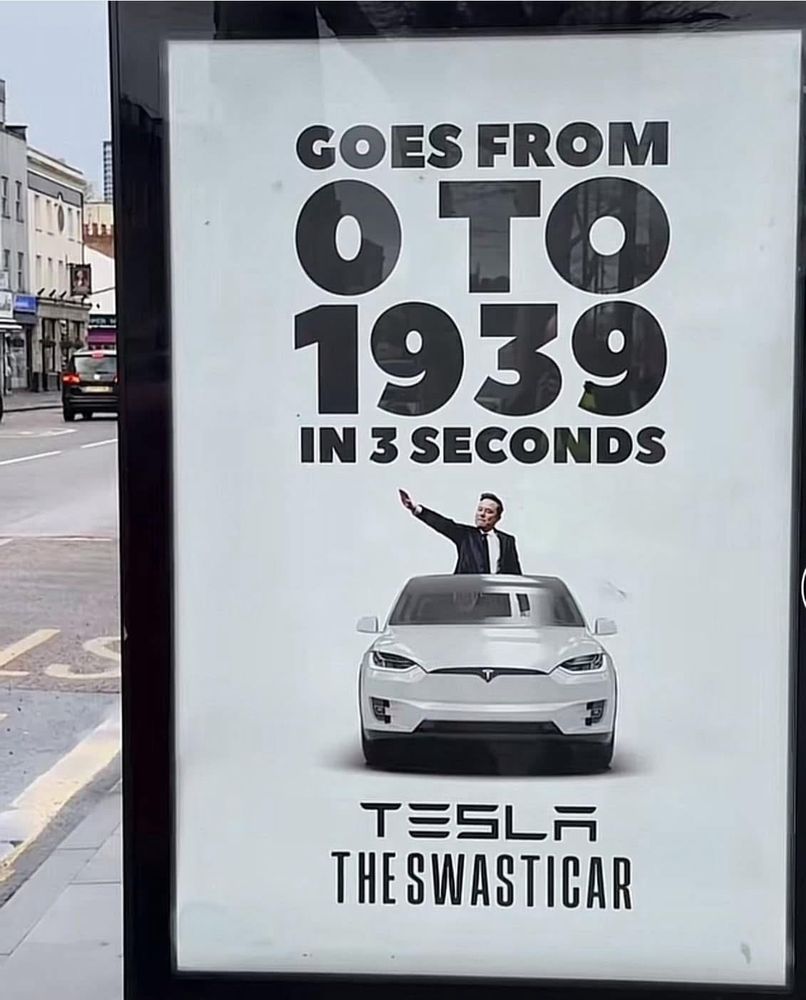 GOES FROM
0 TO
1939
IN 3 SECONDS
TESLA
THE SWASTICAR